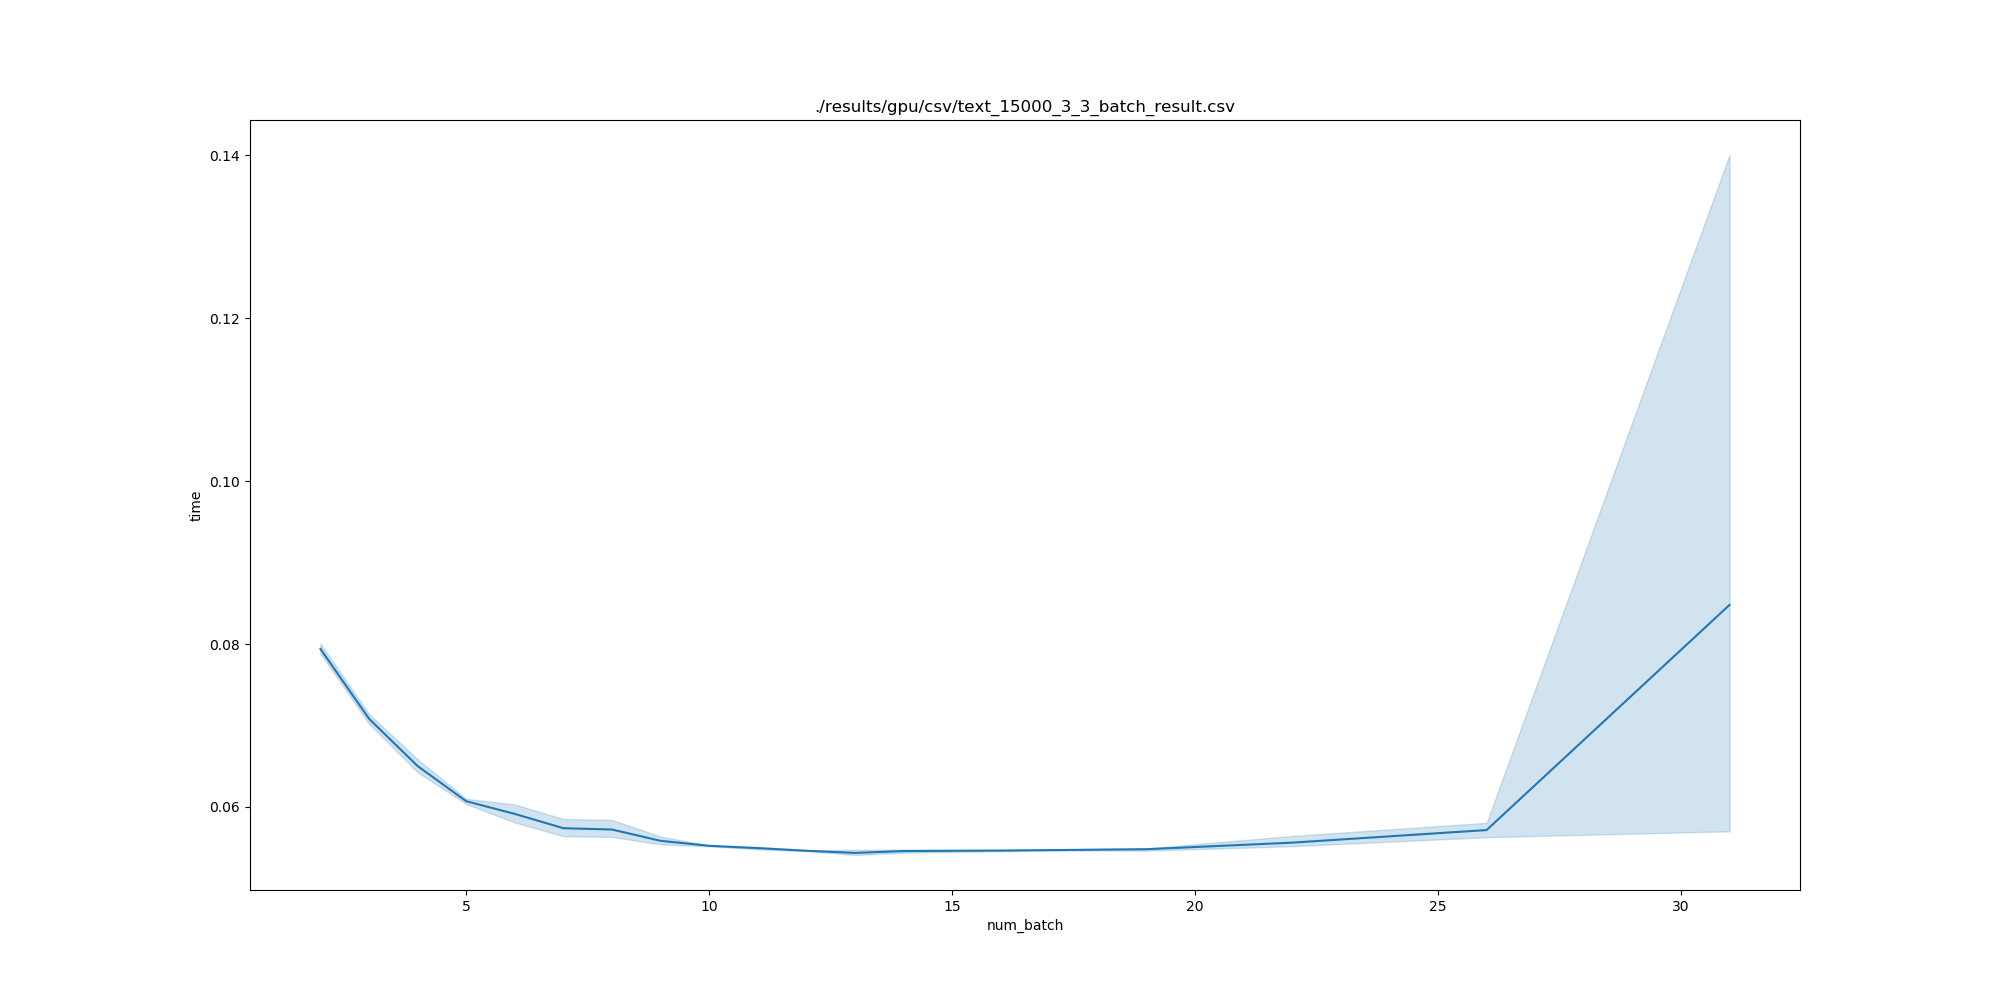 ./results/gpu/csv/text_15000_3_3_batch_result.csv
0.14
0.12
0.10
0.08
0.06
time
5 10 15 20 25 30
num_batch